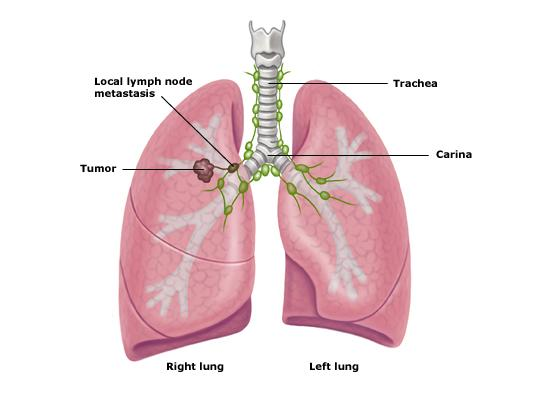 Local lymph node
metastasis
Trachea
Carina
Tumor
Right lung
Left lung